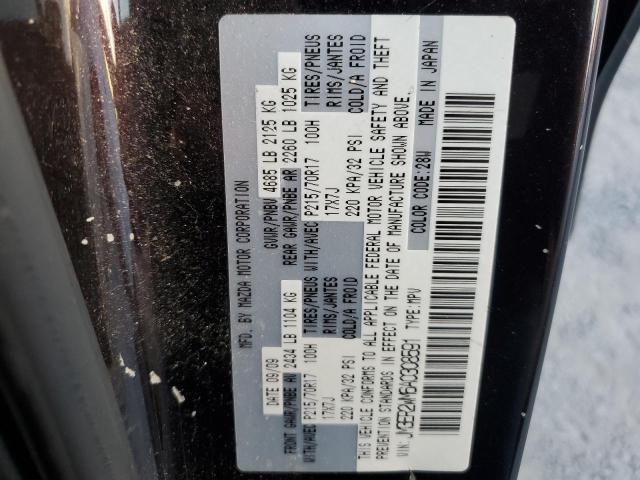 MFD. BY MAZDA MOTOR CORPORATION
DATE 09/09 GVWR/PNBV 4685 LB 2125 KG
FRONT GAWR/PNBE AV 2434 LB 1104 KG REAR GAWR/PNBE AR 2260 LB 1025 KG
WITH/AVEC TIRES/PNEUS WITH/AVEC TIRES/PNEUS
P215/70R17 100H P215/70R17 100H
17X7J RIMS/JANTES 17X7J RIMS/JANTES
220 KPA/32 PSI COLD/A FROID 220 KPA/32 PSI COLD/A FROID
THIS VEHICLE CONFORMS TO ALL APPLICABLE FEDERAL MOTOR VEHICLE SAFETY AND THEFT
PREVENTION STANDARDS IN EFFECT ON THE DATE OF MANUFACTURE SHOWN ABOVE.
VIN: TYPE: MPV COLOR CODE: 28W MADE IN JAPAN